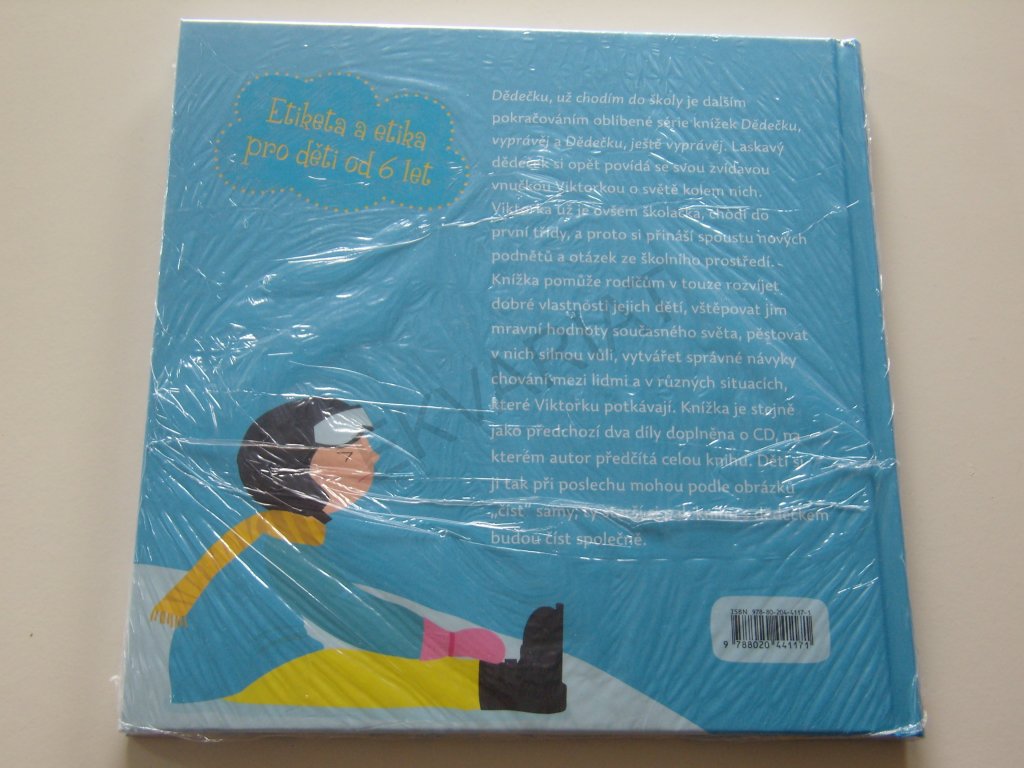 Etiketa a etika
pro děti od 6 let
Dědečku, už chodím do školy je dalším
pokračováním oblíbené série knížek Dědečku,
vyprávěj a Dědečku, ještě vyprávěj. Laskavý
dědeček si opět povídá se svou zvídavou
vnučkou Viktorkou o světě kolem nich.
Viktorka už je ovšem školačka, chodí do
první třídy, a proto si přináší spoustu nových
podnětů a otázek ze školního prostředí.
Knížka pomůže rodičům v touze rozvíjet
dobré vlastnosti jejich dětí, vštěpovat jim
mravní hodnoty současného světa, pěstovat
v nich silnou vůli, vytvářet správné návyky
chování mezi lidmi a v různých situacích,
které Viktorku potkávají. Knížka je stejně
jako předchozí dva díly doplněna o CD, na
kterém autor předčítá celou knihu. Děti si
ji tak při poslechu mohou podle obrázků
„číst“ samy, ty dědečkem
budou číst společně.
ISBN 978-80-204-4117-1
9 788020 441171